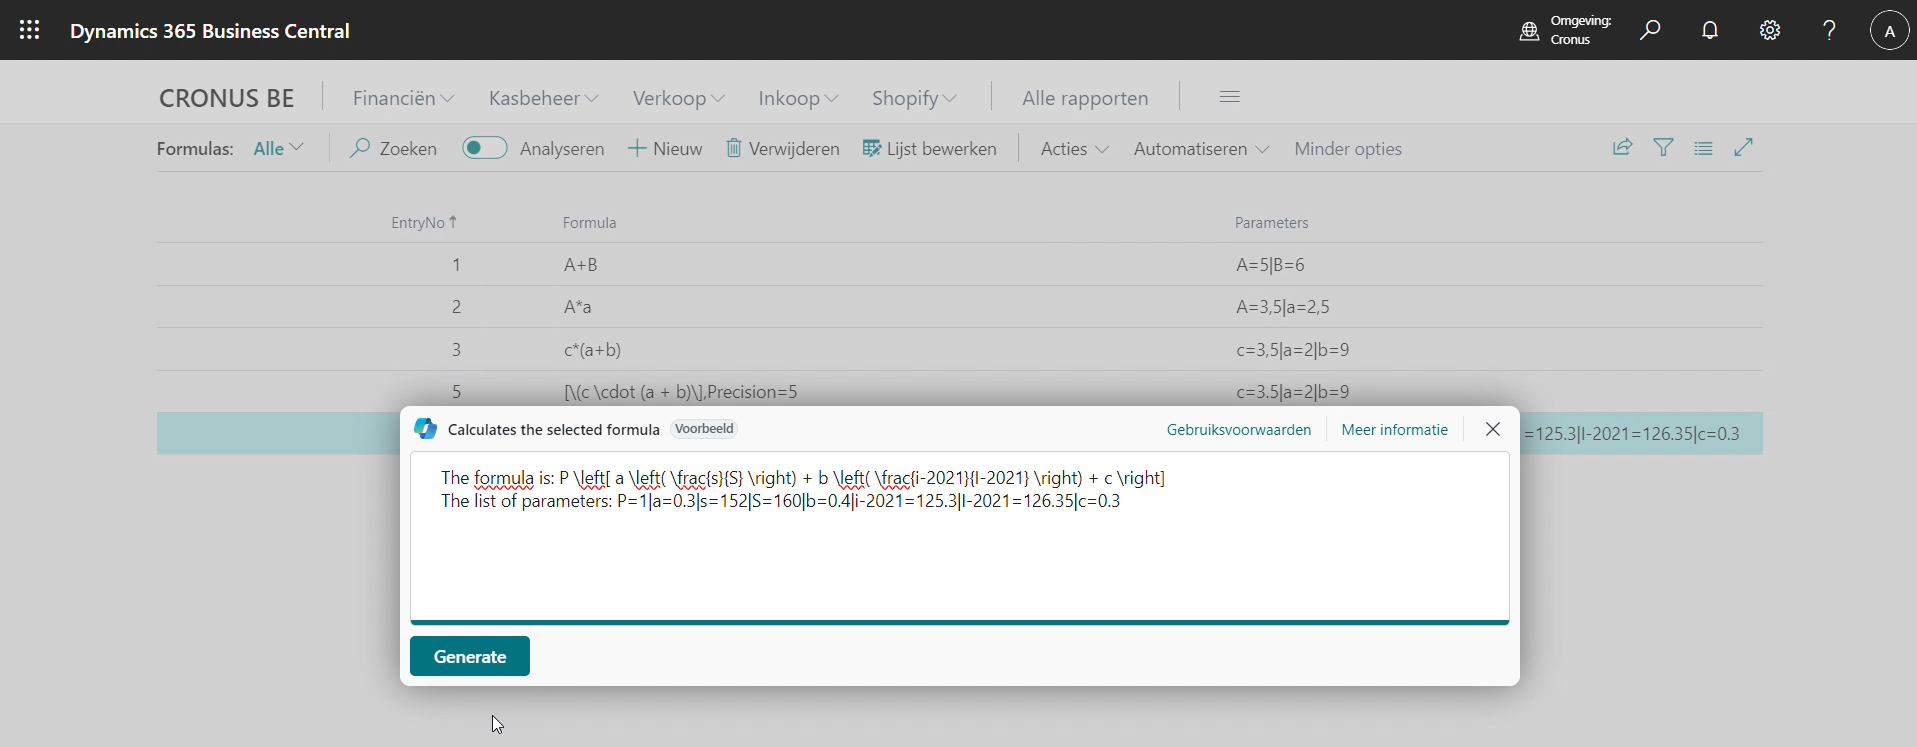 Dynamics 365 Business Central
Omgeving:
Cronus
?
A
CRONUS BE
Financiën
Kasbeheer
Verkoop
Inkoop
Shopify
Alle rapporten
Formulas: Alle
Zoeken
Analyseren
Nieuw
Verwijderen
Lijst bewerken
Acties
Automatiseren
Minder opties
EntryNo↑ Formula Parameters
1 A+B A=5|B=6
2 A*a A=3,5|a=2,5
3 c*(a+b) c=3,5|a=2|b=9
5 [\(c \cdot (a + b)\],Precision=5 c=3.5|a=2|b=9
=125.3|I-2021=126.35|c=0.3
Calculates the selected formula Voorbeeld
Gebruiksvoorwaarden
Meer informatie
The formula is: P \left[ a \left( \frac{s}{S} \right) + b \left( \frac{i-2021}{I-2021} \right) + c \right]
The list of parameters: P=1|a=0.3|s=152|S=160|b=0.4|i-2021=125.3|I-2021=126.35|c=0.3
Generate